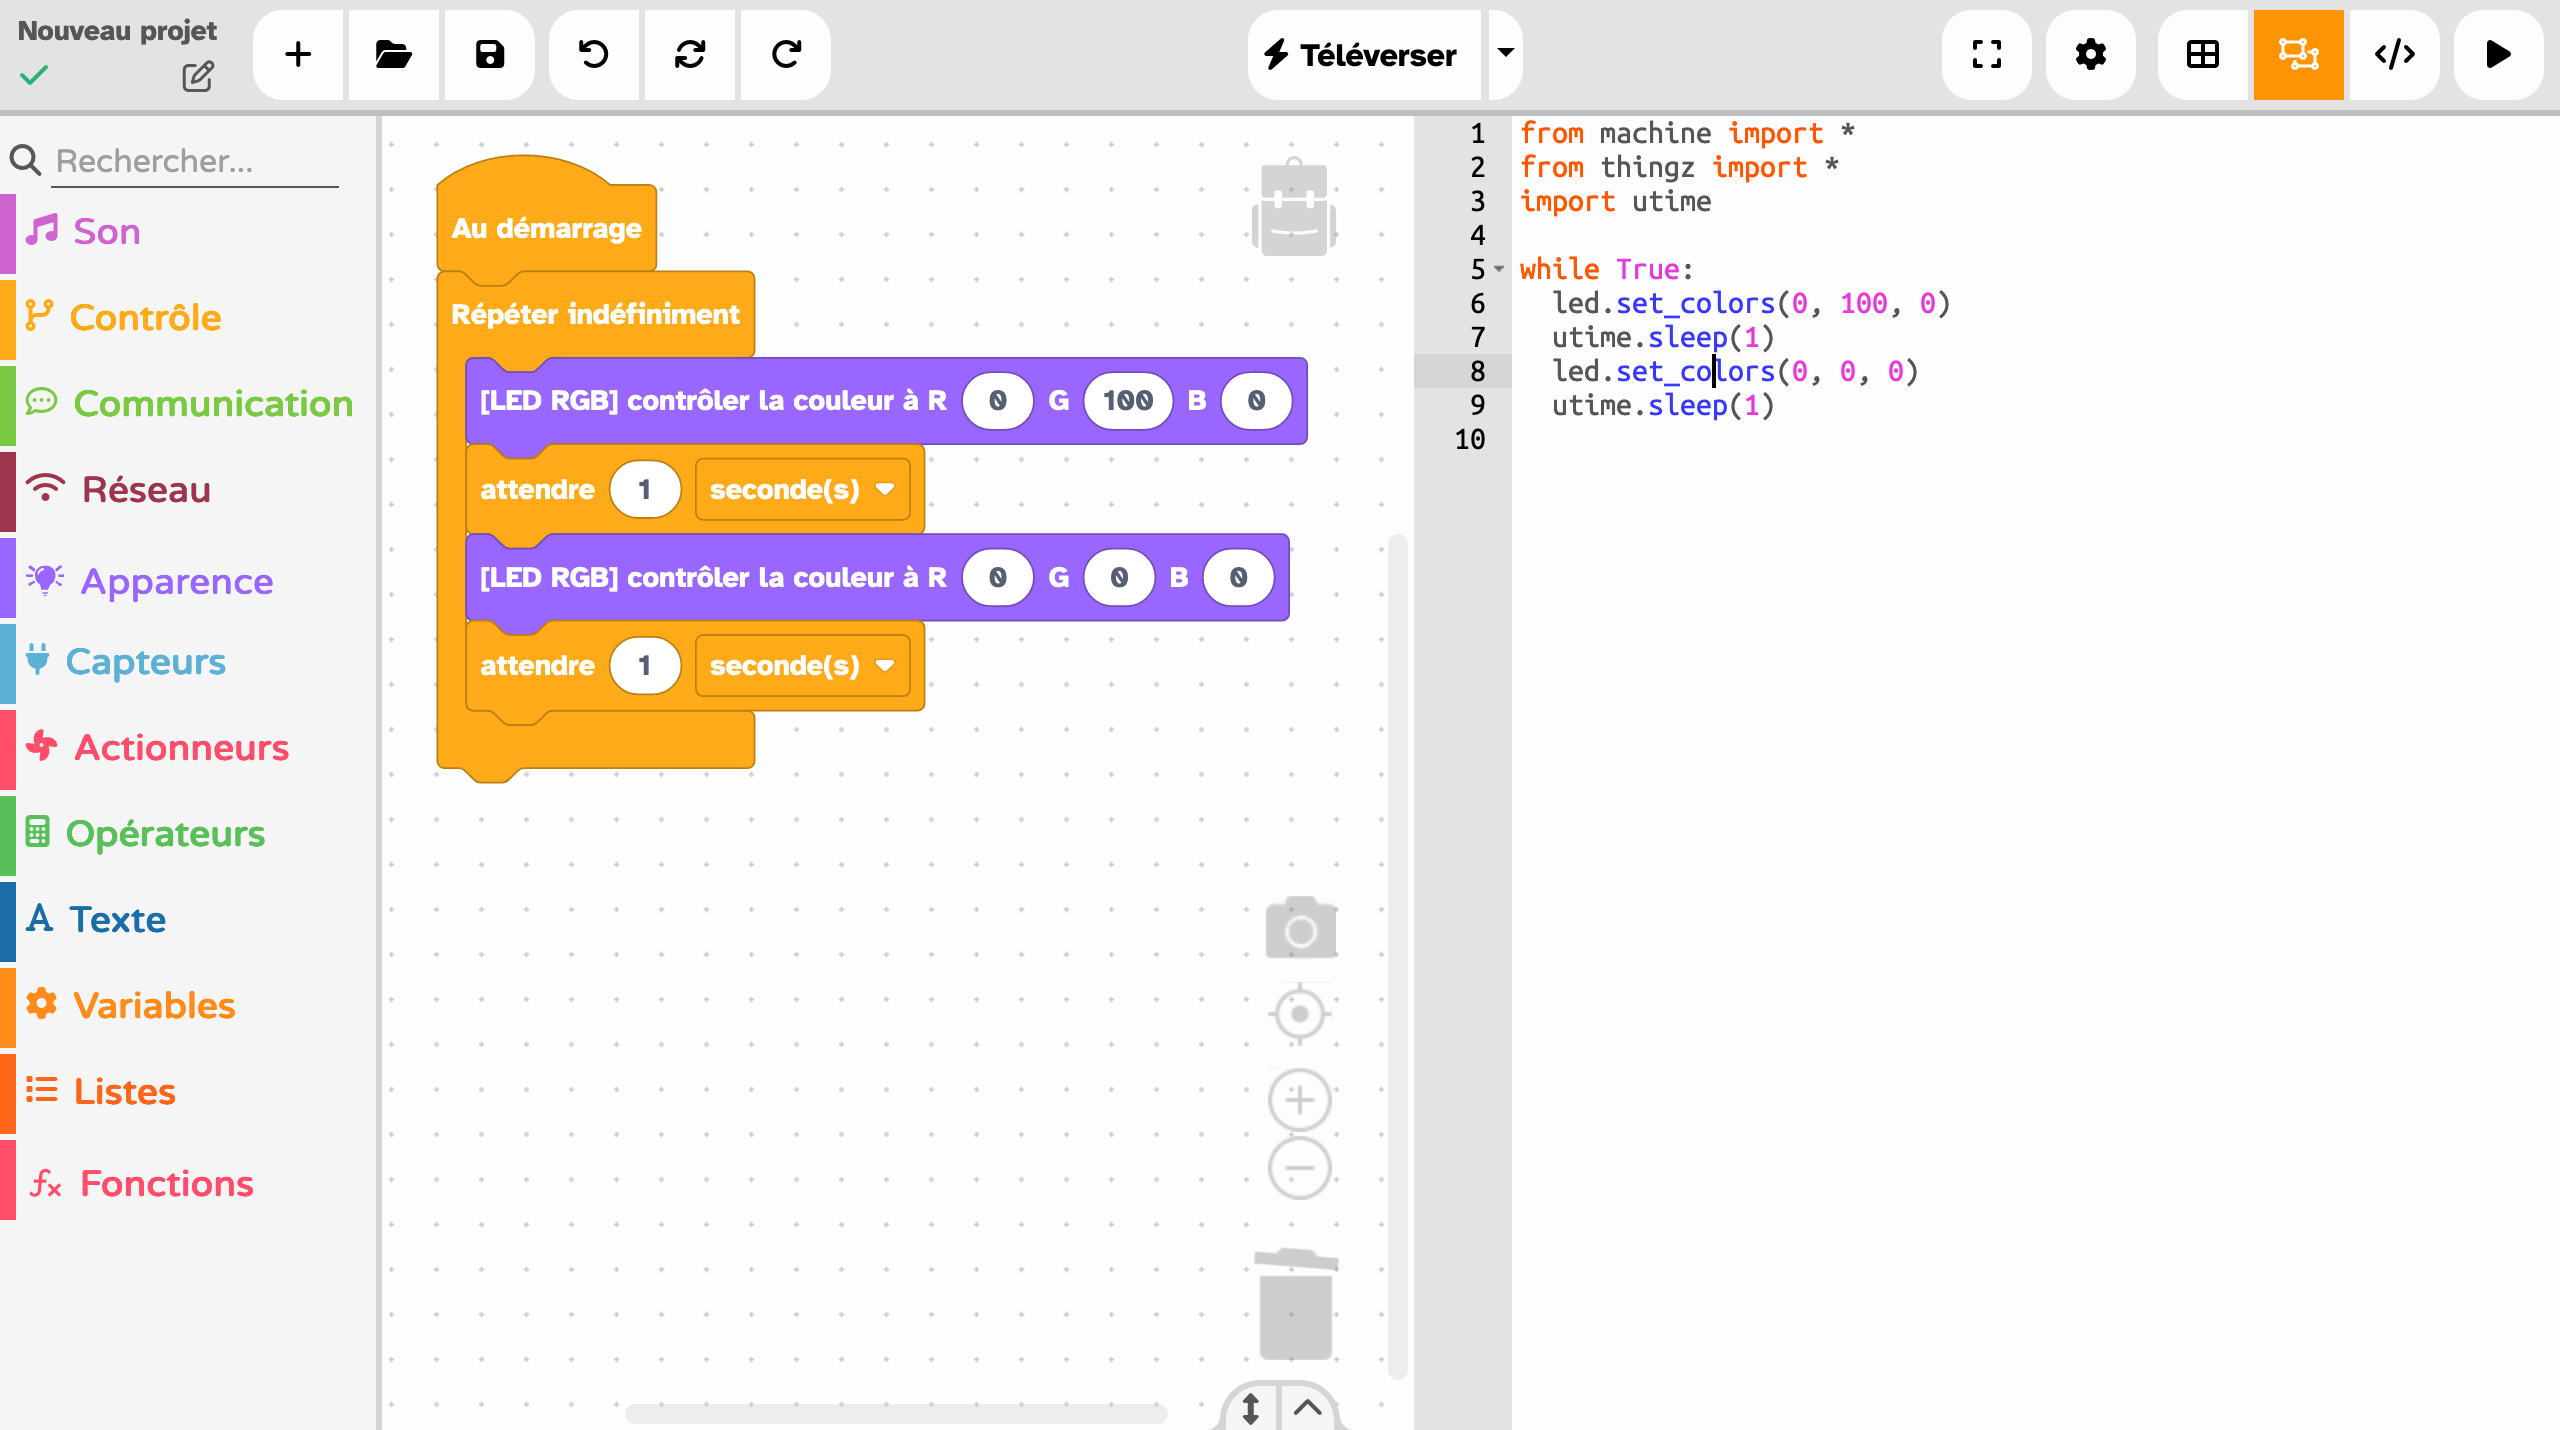 Nouveau projet
Téléverser
Rechercher...
Son
Contrôle
Communication
Réseau
Apparence
Capteurs
Actionneurs
Opérateurs
Texte
Variables
Listes
Fonctions
Au démarrage
Répéter indéfiniment
[LED RGB] contrôler la couleur à R 0 G 100 B 0
attendre 1 seconde(s)
[LED RGB] contrôler la couleur à R 0 G 0 B 0
attendre 1 seconde(s)
1 from machine import *
2 from thingz import *
3 import utime
4
5 while True:
6 led.set_colors(0, 100, 0)
7 utime.sleep(1)
8 led.set_colors(0, 0, 0)
9 utime.sleep(1)
10